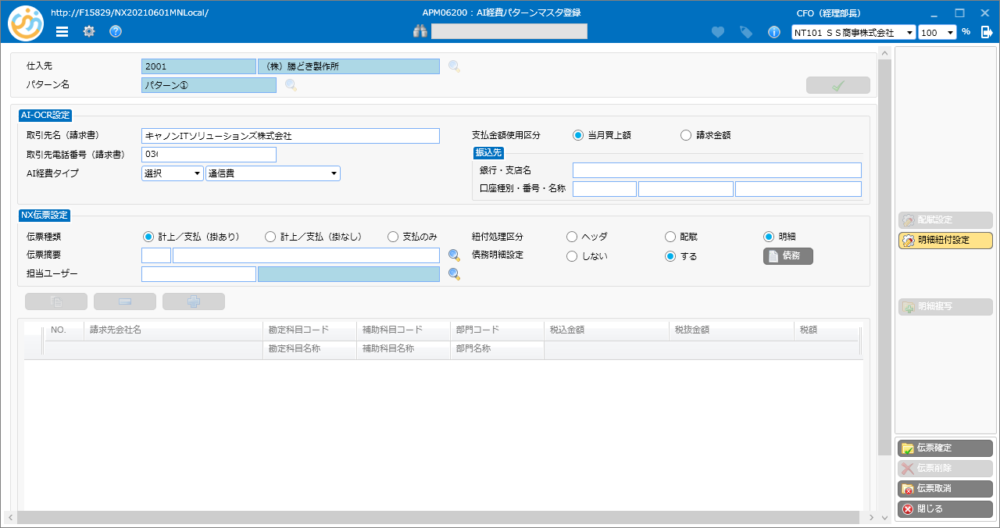 http://F15829/NX20210601MNLocal/
APM06200：AI経費パターンマスタ登録
CFO（経理部長）
NT101 ＳＳ商事株式会社 100 %
仕入先 2001 （株）勝どき製作所
パターン名 パターン①
AI-OCR設定
取引先名（請求書） キャノンITソリューションズ株式会社 支払金額使用区分 当月買上額 請求金額
取引先電話番号（請求書） 036 振込先
AI経費タイプ 選択 通信費 銀行・支店名
口座種別・番号・名称
NX伝票設定
伝票種類 計上／支払（掛あり） 計上／支払（掛なし） 支払のみ 紐付処理区分 ヘッダ 配賦 明細
伝票摘要 債務明細設定 しない する 債務
担当ユーザー
NO. 請求先会社名 勘定科目コード 補助科目コード 部門コード 税込金額 税抜金額 税額
勘定科目名称 補助科目名称 部門名称
配賦設定
明細紐付設定
明細複写
伝票確定
伝票削除
伝票取消
閉じる